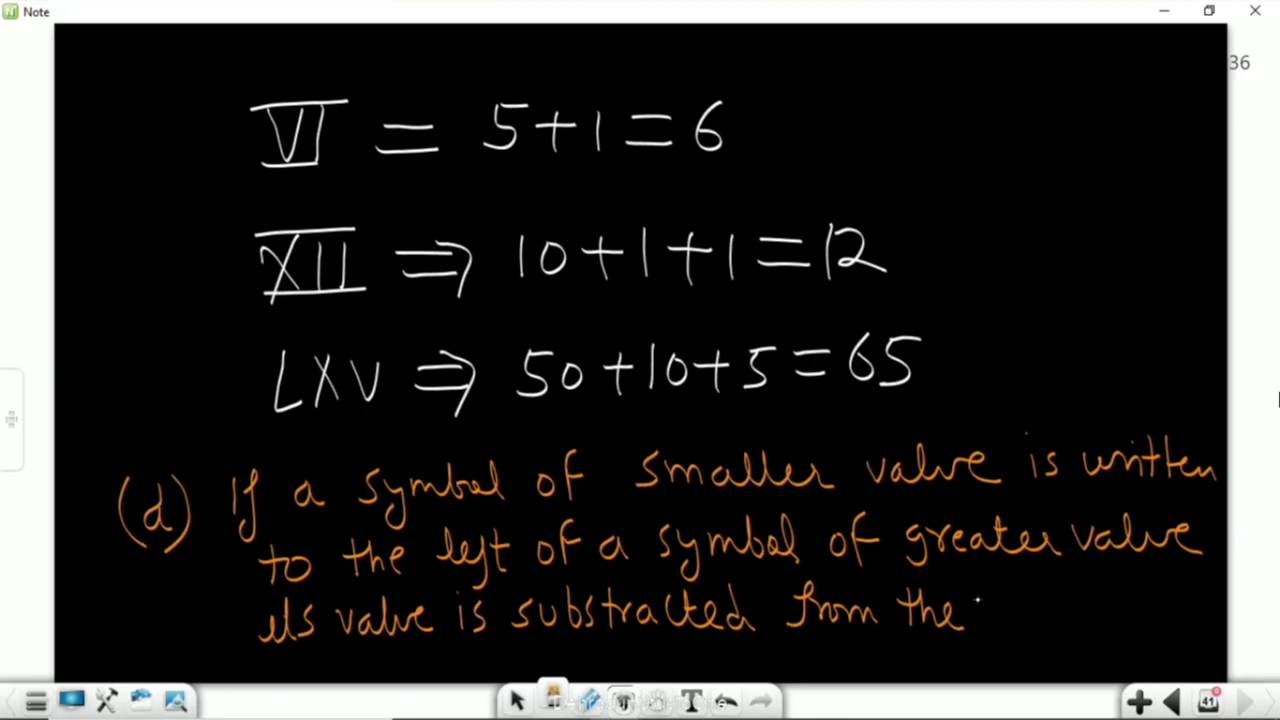 Note
36
VI = 5+1=6
XII ⇒ 10+1+1=12
LXV ⇒ 50+10+5=65
(d) If a symbol of smaller value is written
to the left of a symbol of greater value
its value is substracted from the
T
41